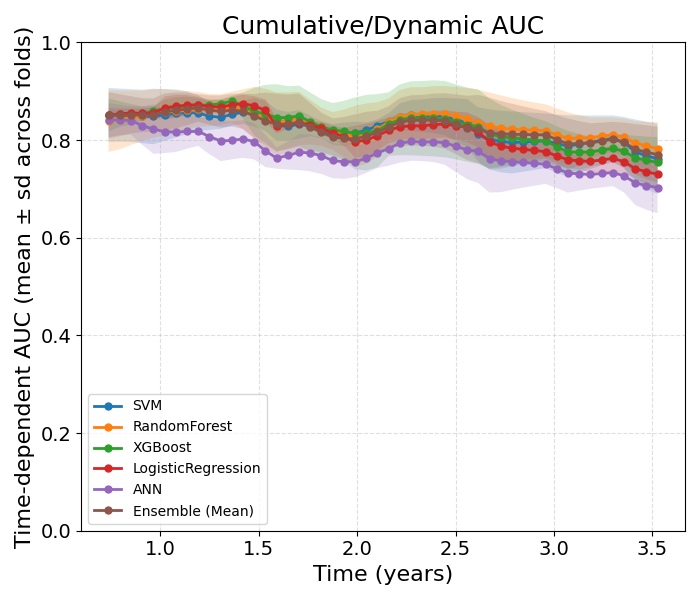 Cumulative/Dynamic AUC
Time-dependent AUC (mean ± sd across folds)
1.0
0.8
0.6
0.4
0.2
0.0
SVM
RandomForest
XGBoost
LogisticRegression
ANN
Ensemble (Mean)
1.0 1.5 2.0 2.5 3.0 3.5
Time (years)